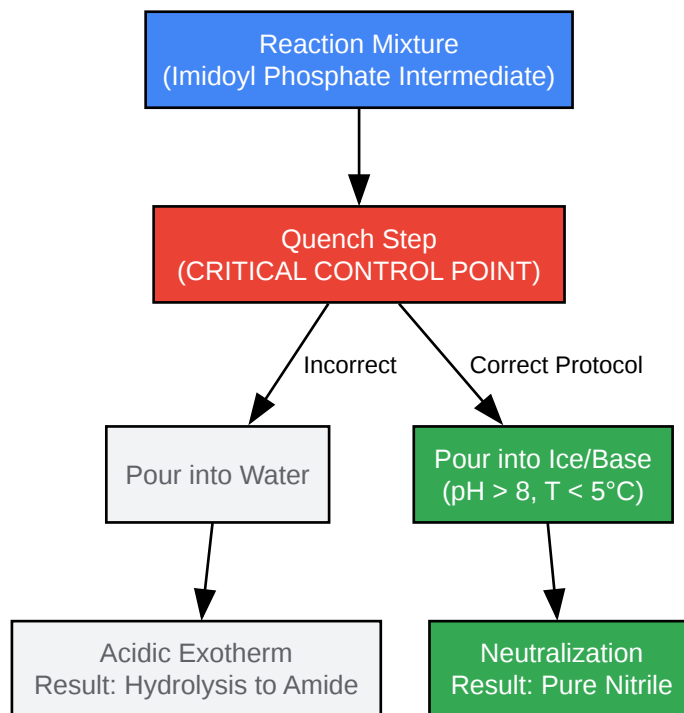 Reaction Mixture
(Imidoyl Phosphate Intermediate)
Quench Step
(CRITICAL CONTROL POINT)
Incorrect
Correct Protocol
Pour into Water
Pour into Ice/Base
(pH > 8, T < 5°C)
Acidic Exotherm
Result: Hydrolysis to Amide
Neutralization
Result: Pure Nitrile